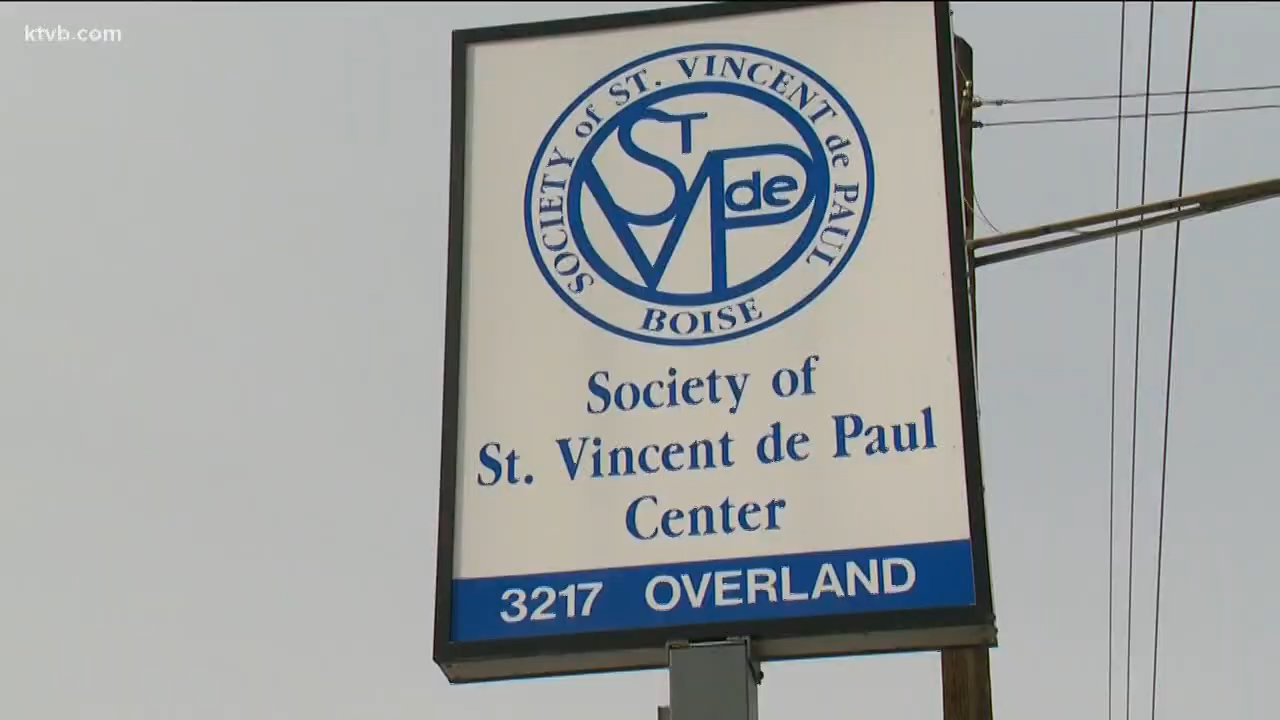 ktvb.com
SOCIETY of ST. VINCENT de PAUL
ST
V P de
BOISE
Society of
St. Vincent de Paul
Center
3217 OVERLAND